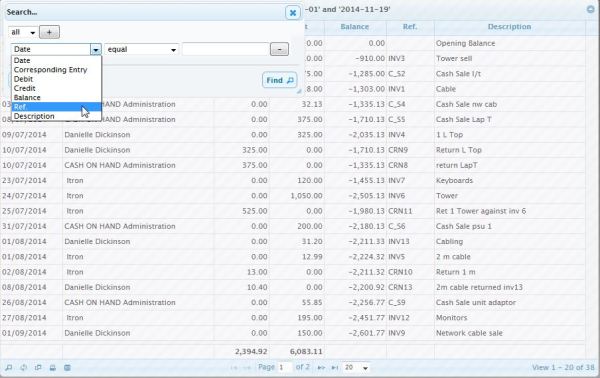 Search...
-01' and '2014-11-19'
all +
t Balance Ref. Description
Date equal -
0.00 0.00 Opening Balance
Date
0.00 -910.00 INV3 Tower sell
Corresponding Entry
5.00 -1,285.00 C_S2 Cash Sale l/t
Debit
Find
Credit
8.00 -1,303.00 INV1 Cable
Balance
03 HAND Administration 0.00 32.13 -1,335.13 C_S4 Cash Sale nw cab
Ref.
Description
08/07/2014 CASH ON HAND Administration 0.00 375.00 -1,710.13 C_S5 Cash Sale Lap T
09/07/2014 Danielle Dickinson 0.00 325.00 -2,035.13 INV4 1 L Top
10/07/2014 Danielle Dickinson 325.00 0.00 -1,710.13 CRN9 Return L Top
10/07/2014 CASH ON HAND Administration 375.00 0.00 -1,335.13 CRN8 return LapT
23/07/2014 Itron 0.00 120.00 -1,455.13 INV7 Keyboards
24/07/2014 Itron 0.00 1,050.00 -2,505.13 INV6 Tower
25/07/2014 Itron 525.00 0.00 -1,980.13 CRN11 Ret 1 Tower against inv 6
31/07/2014 CASH ON HAND Administration 0.00 200.00 -2,180.13 C_S6 Cash Sale psu 1
01/08/2014 Danielle Dickinson 0.00 31.20 -2,211.33 INV13 Cabling
01/08/2014 Itron 0.00 12.99 -2,224.32 INV5 2 m cable
02/08/2014 Itron 13.00 0.00 -2,211.32 CRN10 Return 1 m
08/08/2014 Danielle Dickinson 10.40 0.00 -2,200.92 CRN13 2m cable returned inv13
26/08/2014 CASH ON HAND Administration 0.00 55.85 -2,256.77 C_S9 Cash Sale unit adaptor
27/08/2014 Itron 0.00 195.00 -2,451.77 INV12 Monitors
01/09/2014 Danielle Dickinson 0.00 150.00 -2,601.77 INV9 Network cable sale
2,394.92 6,083.11
Page 1 of 2 20 View 1 - 20 of 38